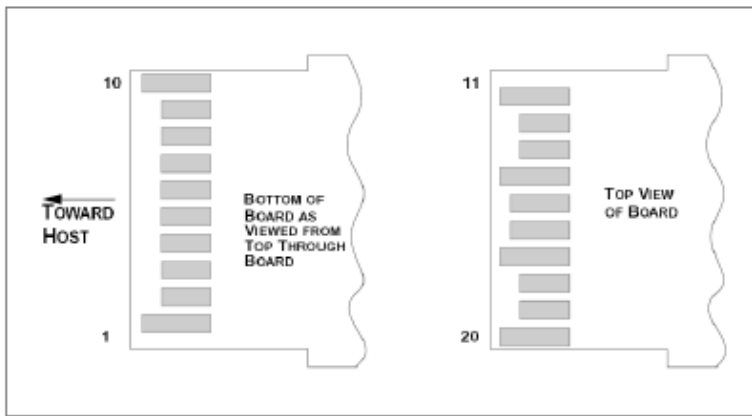 10
TOWARD
HOST
1
BOTTOM OF
BOARD AS
VIEWED FROM
TOP THROUGH
BOARD
11
TOP VIEW
OF BOARD
20